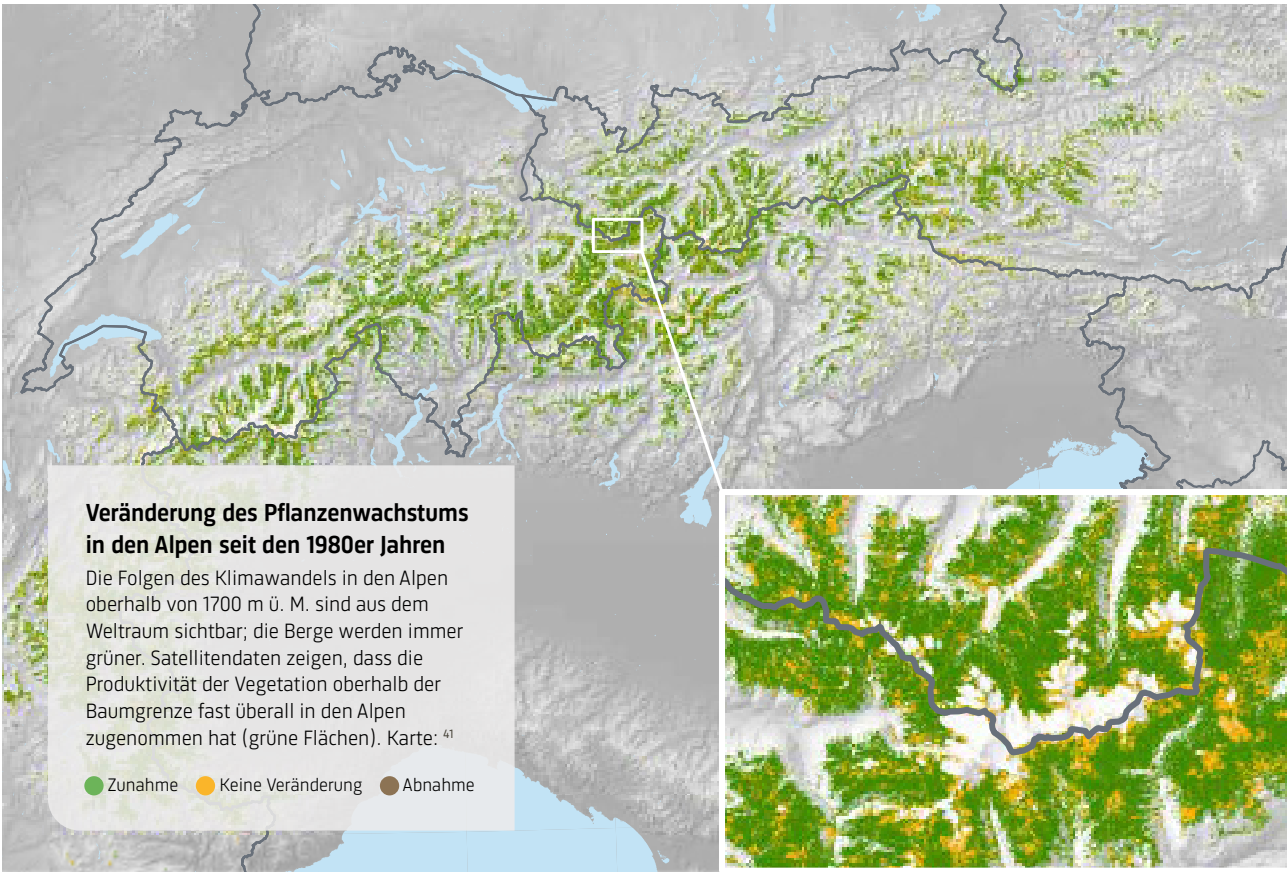 Veränderung des Pflanzenwachstums
in den Alpen seit den 1980er Jahren
Die Folgen des Klimawandels in den Alpen
oberhalb von 1700 m ü. M. sind aus dem
Weltraum sichtbar; die Berge werden immer
grüner. Satellitendaten zeigen, dass die
Produktivität der Vegetation oberhalb der
Baumgrenze fast überall in den Alpen
zugenommen hat (grüne Flächen). Karte: ⁴¹
Zunahme Keine Veränderung Abnahme